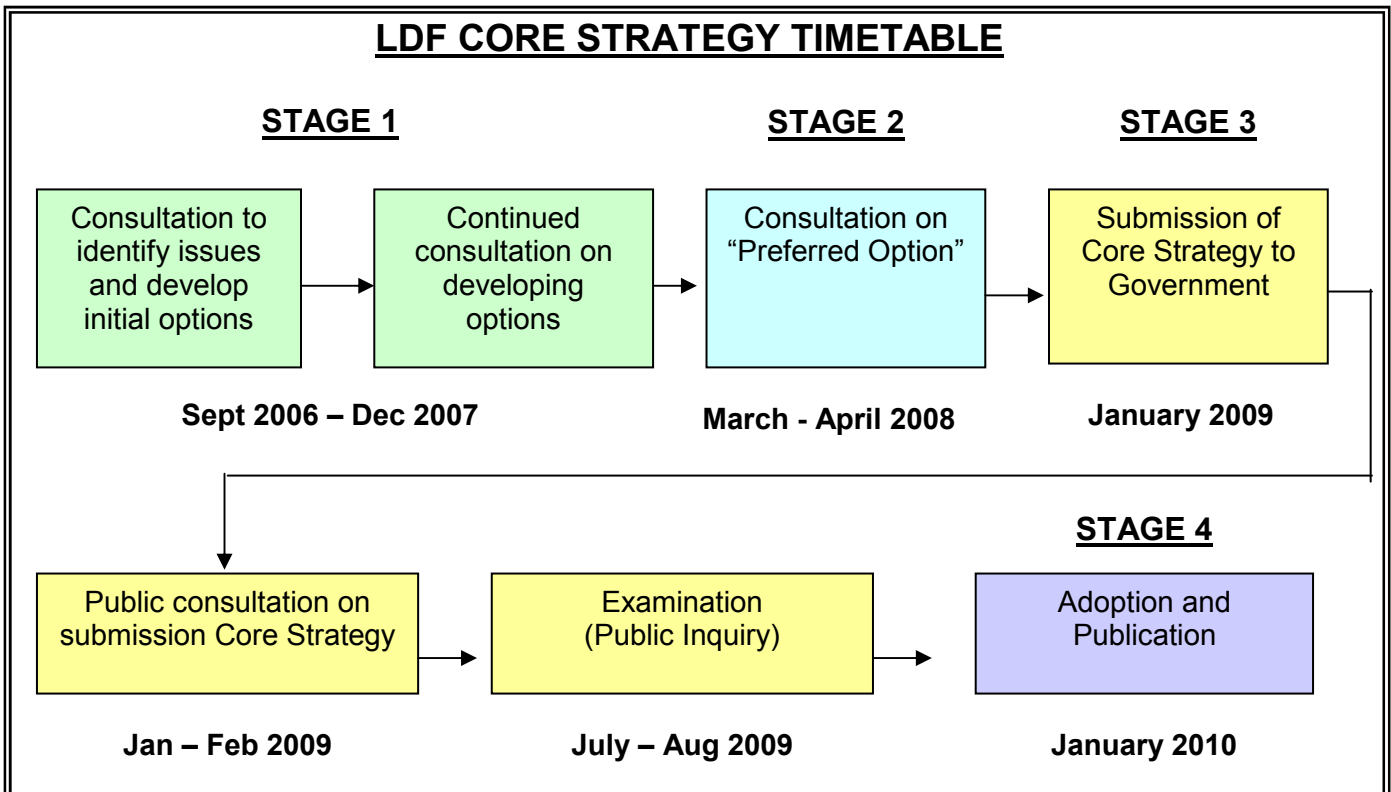 LDF CORE STRATEGY TIMETABLE
STAGE 1
STAGE 2
STAGE 3
Consultation to
identify issues
and develop
initial options
Continued
consultation on
developing
options
Consultation on
“Preferred Option”
Submission of
Core Strategy to
Government
Sept 2006 – Dec 2007
March - April 2008
January 2009
STAGE 4
Public consultation on
submission Core Strategy
Examination
(Public Inquiry)
Adoption and
Publication
Jan – Feb 2009
July – Aug 2009
January 2010